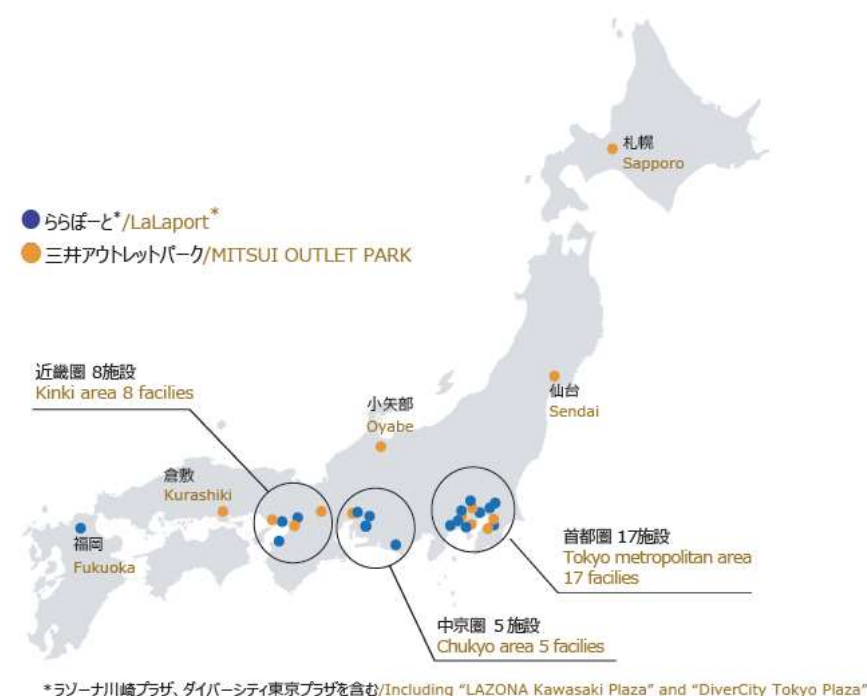 札幌
Sapporo
ららぽーと*/LaLaport*
三井アウトレットパーク/MITSUI OUTLET PARK
近畿圏 8施設
Kinki area 8 facilies
小矢部
Oyabe
仙台
Sendai
倉敷
Kurashiki
福岡
Fukuoka
首都圏 17施設
Tokyo metropolitan area
17 facilies
中京圏 5施設
Chukyo area 5 facilies
*ラゾーナ川崎プラザ、ダイバーシティ東京プラザを含む/Including “LAZONA Kawasaki Plaza” and “DiverCity Tokyo Plaza”